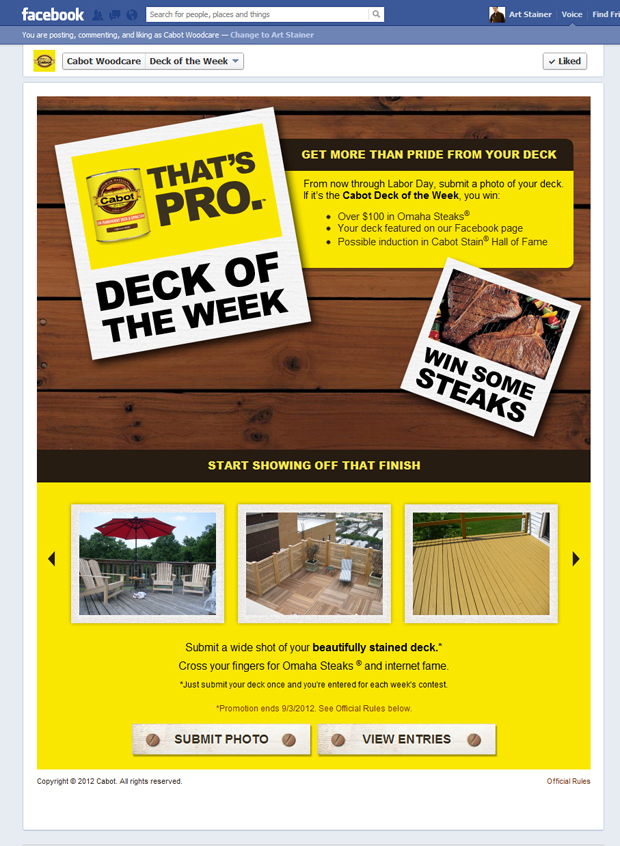 facebook
Search for people, places and things
Art Stainer Voice Find Fri
You are posting, commenting, and liking as Cabot Woodcare — Change to Art Stainer
Cabot Woodcare Deck of the Week
✓ Liked
Cabot
THAT'S
PRO.™
DECK OF
THE WEEK
GET MORE THAN PRIDE FROM YOUR DECK
From now through Labor Day, submit a photo of your deck.
If it's the Cabot Deck of the Week, you win:
• Over $100 in Omaha Steaks®
• Your deck featured on our Facebook page
• Possible induction in Cabot Stain® Hall of Fame
WIN SOME
STEAKS
START SHOWING OFF THAT FINISH
Submit a wide shot of your beautifully stained deck.*
Cross your fingers for Omaha Steaks ® and internet fame.
*Just submit your deck once and you're entered for each week's contest.
*Promotion ends 9/3/2012. See Official Rules below.
SUBMIT PHOTO
VIEW ENTRIES
Copyright © 2012 Cabot. All rights reserved.
Official Rules